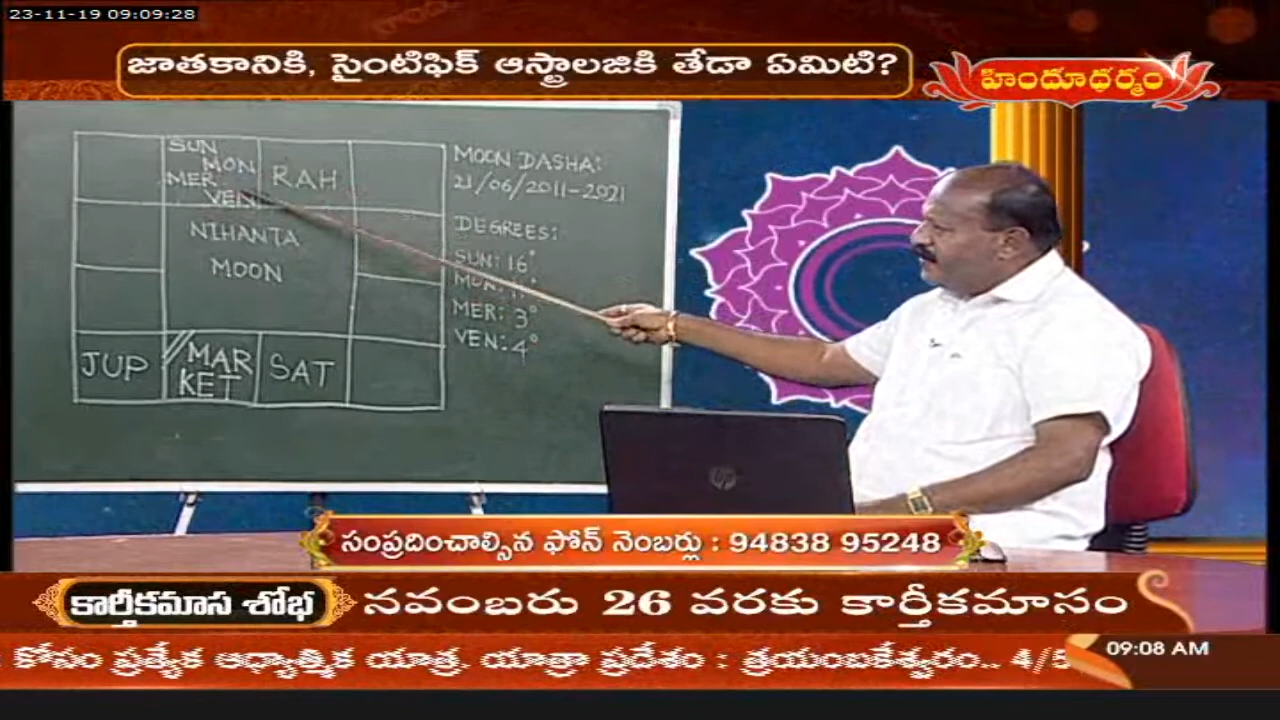 23-11-19 09:09:28
జాతకానికి, సైంటిఫిక్ ఆస్ట్రాలజికి తేడా ఏమిటి?
హిందూధర్మం
SUN
MON
MER
VEN
RAH
NIHANTA
MOON
JUP
MAR
KET
SAT
MOON DASHA:
21/06/2011-2021
DEGREES:
SUN: 16°
MER: 3°
VEN: 4°
hp
సంప్రదించాల్సిన ఫోన్ నెంబర్లు : 94838 95248
కార్తీకమాస శోభ
నవంబరు 26 వరకు కార్తీకమాసం
: కోసం ప్రత్యేక ఆధ్యాత్మిక యాత్ర. యాత్రా ప్రదేశం : త్రయంబకేశ్వరం.. 4/5
09:08 AM